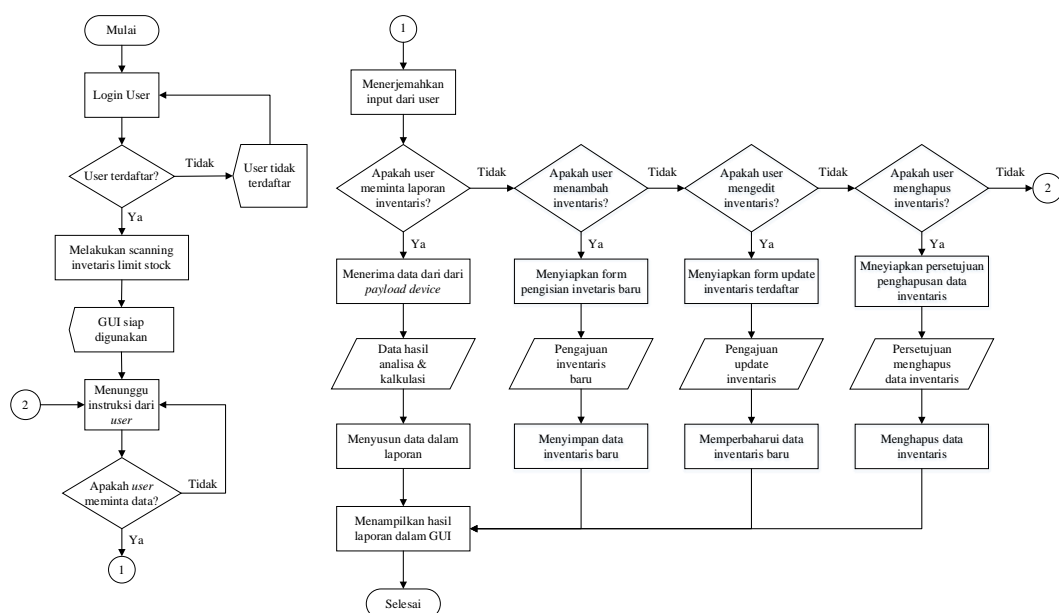 Mulai
Login User
User terdaftar?
Tidak
User tidak
terdaftar
Ya
Melakukan scanning
invetaris limit stock
GUI siap
digunakan
2
Menunggu
instruksi dari
user
Apakah user
meminta data?
Tidak
Ya
1
1
Menerjemahkan
input dari user
Apakah user
meminta laporan
inventaris?
Tidak
Apakah user
menambah
inventaris?
Tidak
Apakah user
mengedit
inventaris?
Tidak
Apakah user
menghapus
inventaris?
Tidak
2
Ya
Ya
Ya
Ya
Menerima data dari dari
payload device
Menyiapkan form
pengisian invetaris baru
Menyiapkan form update
inventaris terdaftar
Mneyiapkan persetujuan
penghapusan data
inventaris
Data hasil
analisa &
kalkulasi
Pengajuan
inventaris
baru
Pengajuan
update
inventaris
Persetujuan
menghapus
data inventaris
Menyusun data dalam
laporan
Menyimpan data
inventaris baru
Memperbaharui data
inventaris baru
Menghapus data
inventaris
Menampilkan hasil
laporan dalam GUI
Selesai